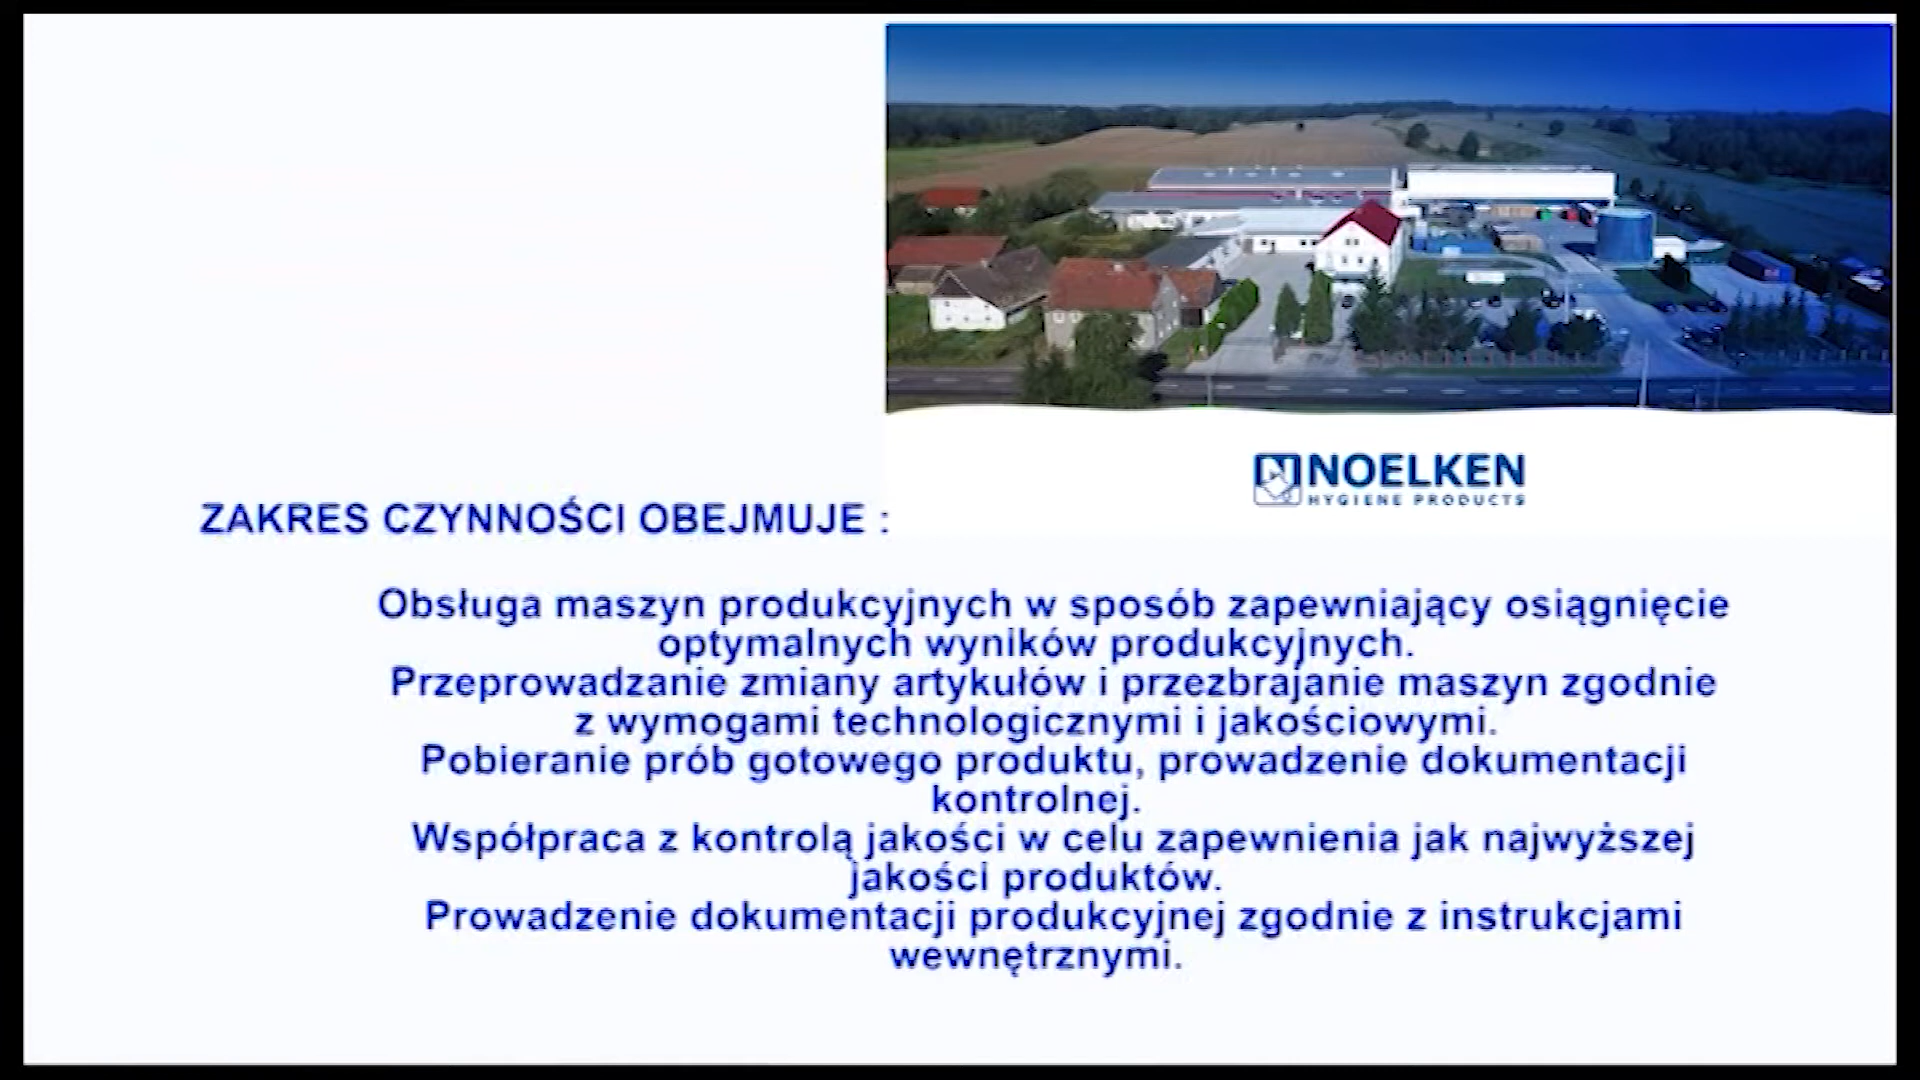 NOELKEN
HYGIENE PRODUCTS
ZAKRES CZYNNOŚCI OBEJMUJE :
Obsługa maszyn produkcyjnych w sposób zapewniający osiągnięcie
optymalnych wyników produkcyjnych.
Przeprowadzanie zmiany artykułów i przezbrajanie maszyn zgodnie
z wymogami technologicznymi i jakościowymi.
Pobieranie prób gotowego produktu, prowadzenie dokumentacji
kontrolnej.
Współpraca z kontrolą jakości w celu zapewnienia jak najwyższej
jakości produktów.
Prowadzenie dokumentacji produkcyjnej zgodnie z instrukcjami
wewnętrznymi.